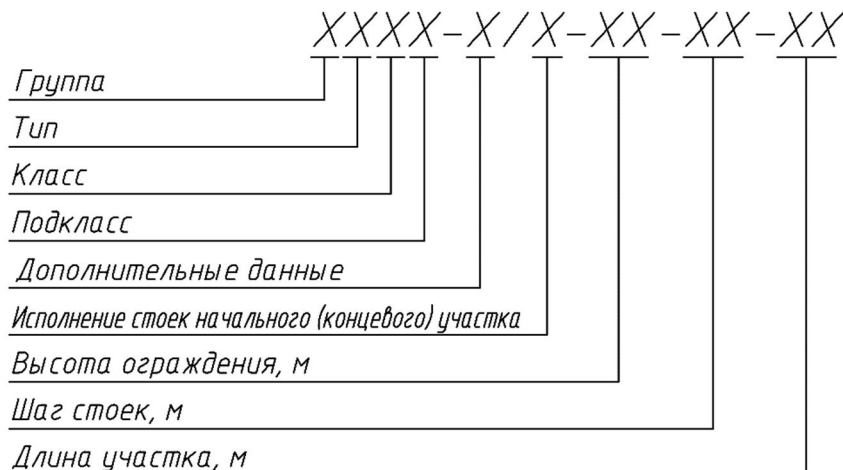 XXXX-X/X-XX-XX-XX
Группа
Тип
Класс
Подкласс
Дополнительные данные
Исполнение стоек начального (концевого) участка
Высота ограждения, м
Шаг стоек, м
Длина участка, м